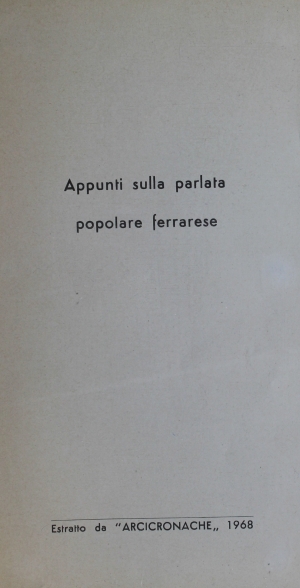 Appunti sulla parlata
popolare ferrarese
Estratto da "ARCICRONACHE„ 1968